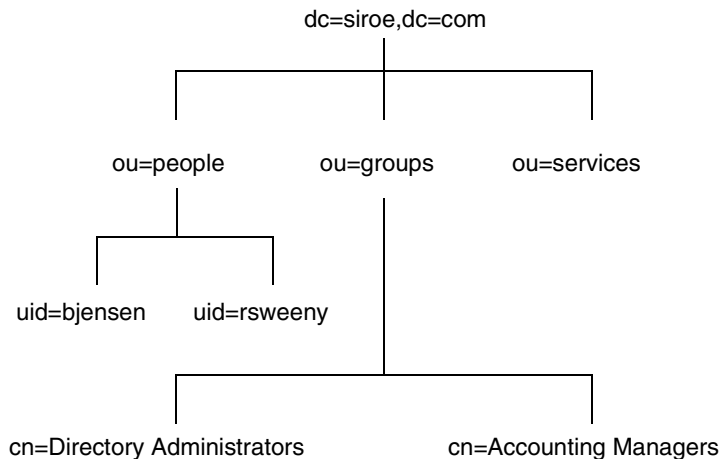 dc=siroe,dc=com
ou=people
ou=groups
ou=services
uid=bjensen
uid=rsweeny
cn=Directory Administrators
cn=Accounting Managers